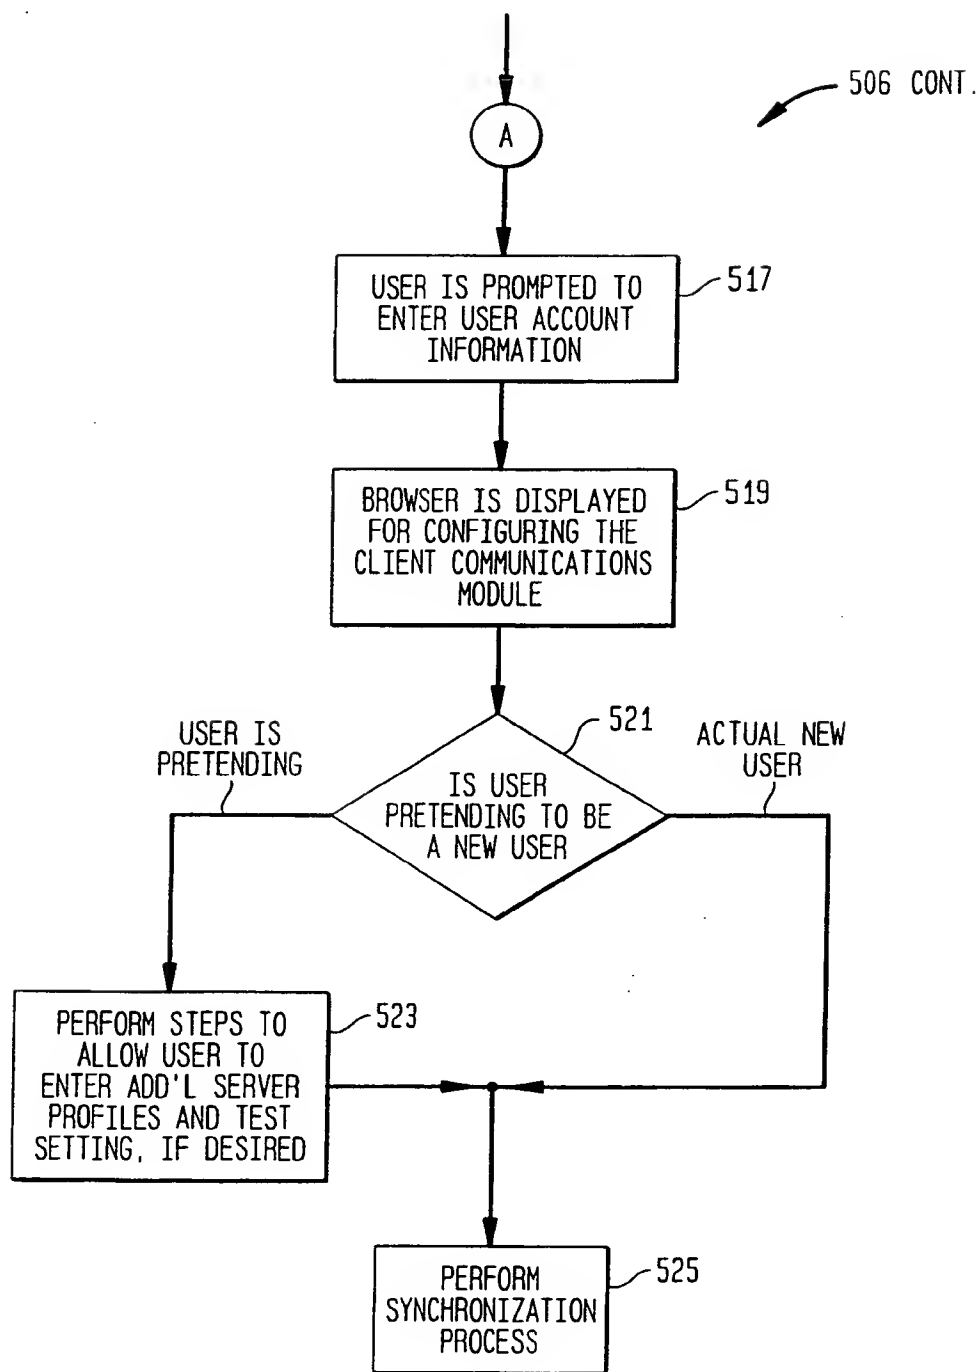 506 CONT.
A
517
USER IS PROMPTED TO
ENTER USER ACCOUNT
INFORMATION
519
BROWSER IS DISPLAYED
FOR CONFIGURING THE
CLIENT COMMUNICATIONS
MODULE
521
USER IS
PRETENDING
ACTUAL NEW
USER
IS USER
PRETENDING TO BE
A NEW USER
523
PERFORM STEPS TO
ALLOW USER TO
ENTER ADD'L SERVER
PROFILES AND TEST
SETTING, IF DESIRED
525
PERFORM
SYNCHRONIZATION
PROCESS